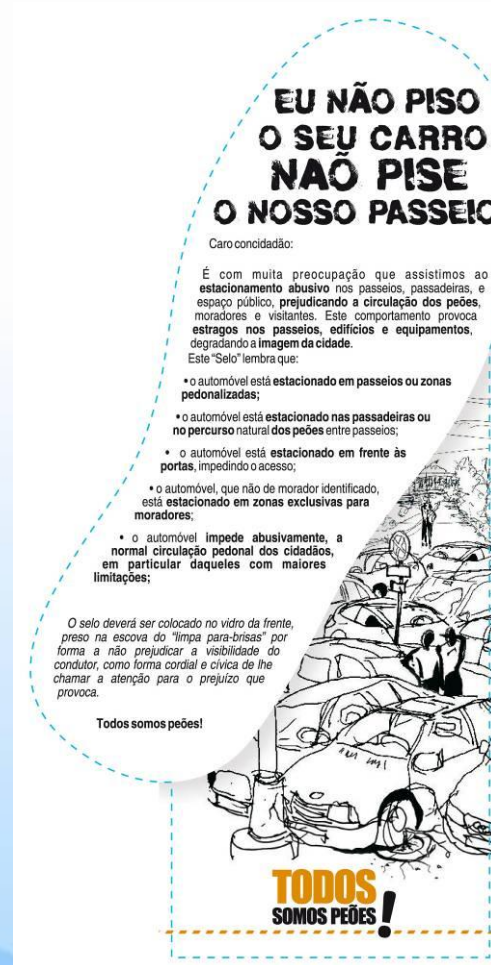 EU NÃO PISO
O SEU CARRO
NAÕ PISE
O NOSSO PASSEIO
Caro concidadão:
É com muita preocupação que assistimos ao
estacionamento abusivo nos passeios, passadeiras, e
espaço público, prejudicando a circulação dos peões,
moradores e visitantes. Este comportamento provoca
estragos nos passeios, edifícios e equipamentos,
degradando a imagem da cidade.
Este “Selo” lembra que:
• o automóvel está estacionado em passeios ou zonas
pedonalizadas;
• o automóvel está estacionado nas passadeiras ou
no percurso natural dos peões entre passeios;
• o automóvel está estacionado em frente às
portas, impedindo o acesso;
• o automóvel, que não de morador identificado,
está estacionado em zonas exclusivas para
moradores;
• o automóvel impede abusivamente, a
normal circulação pedonal dos cidadãos,
em particular daqueles com maiores
limitações;
O selo deverá ser colocado no vidro da frente,
preso na escova do “limpa para-brisas” por
forma a não prejudicar a visibilidade do
condutor, como forma cordial e cívica de lhe
chamar a atenção para o prejuízo que
provoca.
Todos somos peões!
TODOS
SOMOS PEÕES!